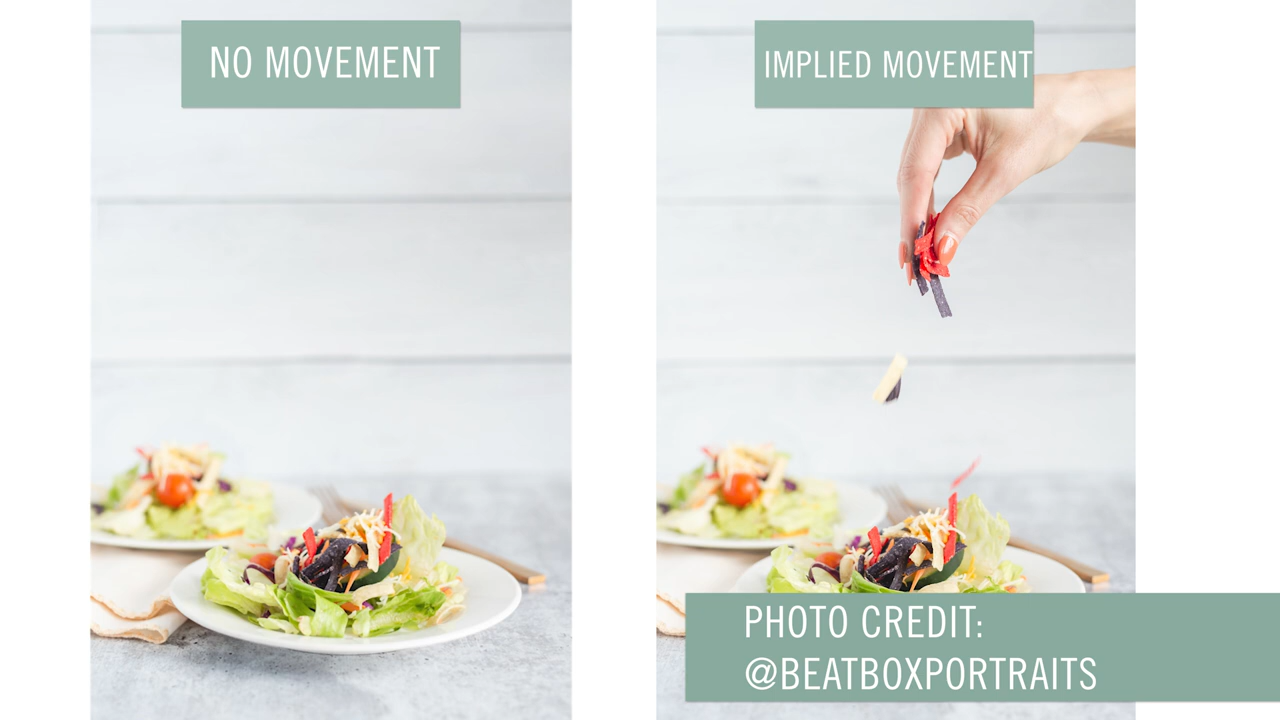 NO MOVEMENT
IMPLIED MOVEMENT
PHOTO CREDIT:
@BEATBOXPORTRAITS